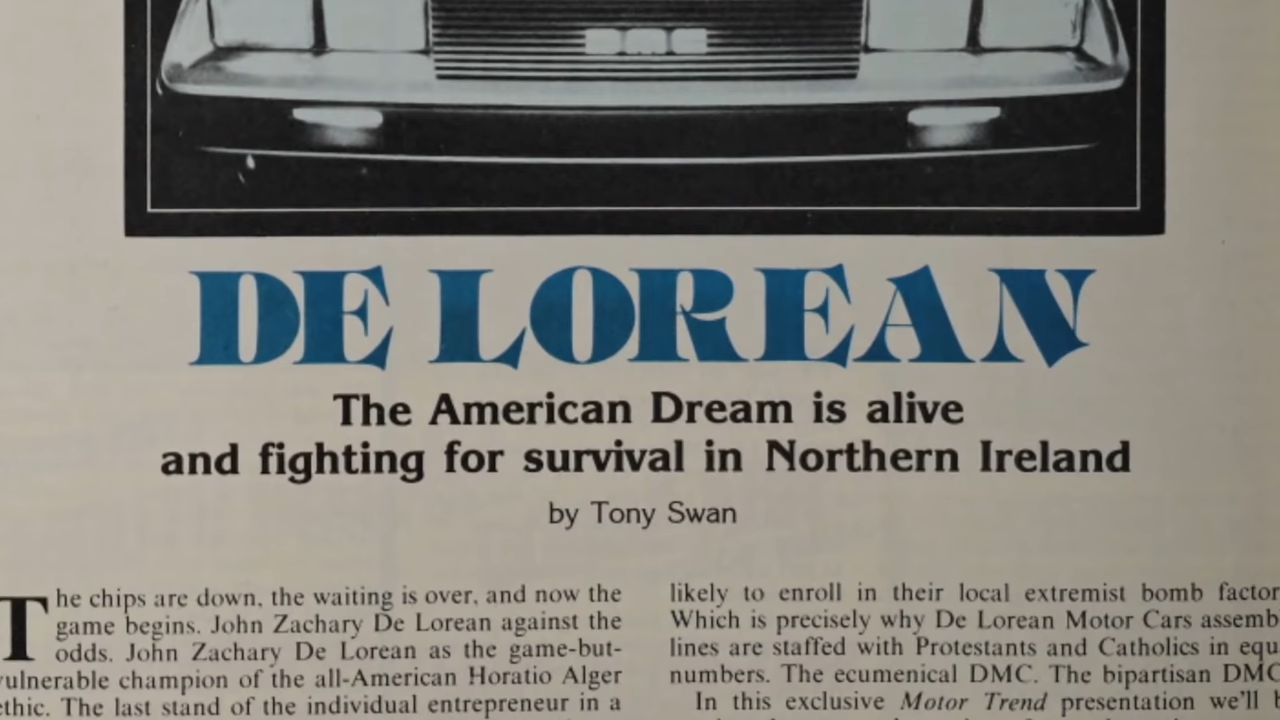 DE LOREAN
The American Dream is alive
and fighting for survival in Northern Ireland
by Tony Swan
The chips are down, the waiting is over, and now the
game begins. John Zachary De Lorean against the
odds. John Zachary De Lorean as the game-but-
vulnerable champion of the all-American Horatio Alger
ethic. The last stand of the individual entrepreneur in a
likely to enroll in their local extremist bomb factor
Which is precisely why De Lorean Motor Cars assemb
lines are staffed with Protestants and Catholics in equ
numbers. The ecumenical DMC. The bipartisan DMC
In this exclusive Motor Trend presentation we'll b